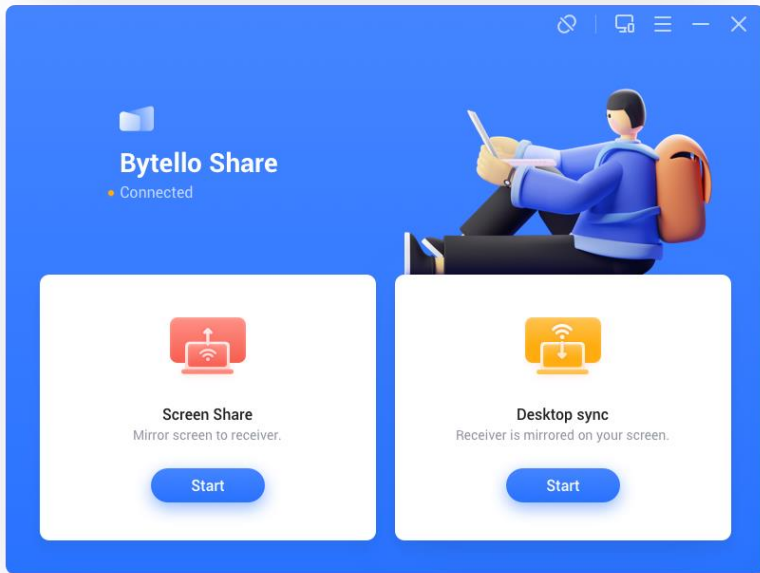 Bytello Share
Connected
Screen Share
Mirror screen to receiver.
Start
Desktop sync
Receiver is mirrored on your screen.
Start